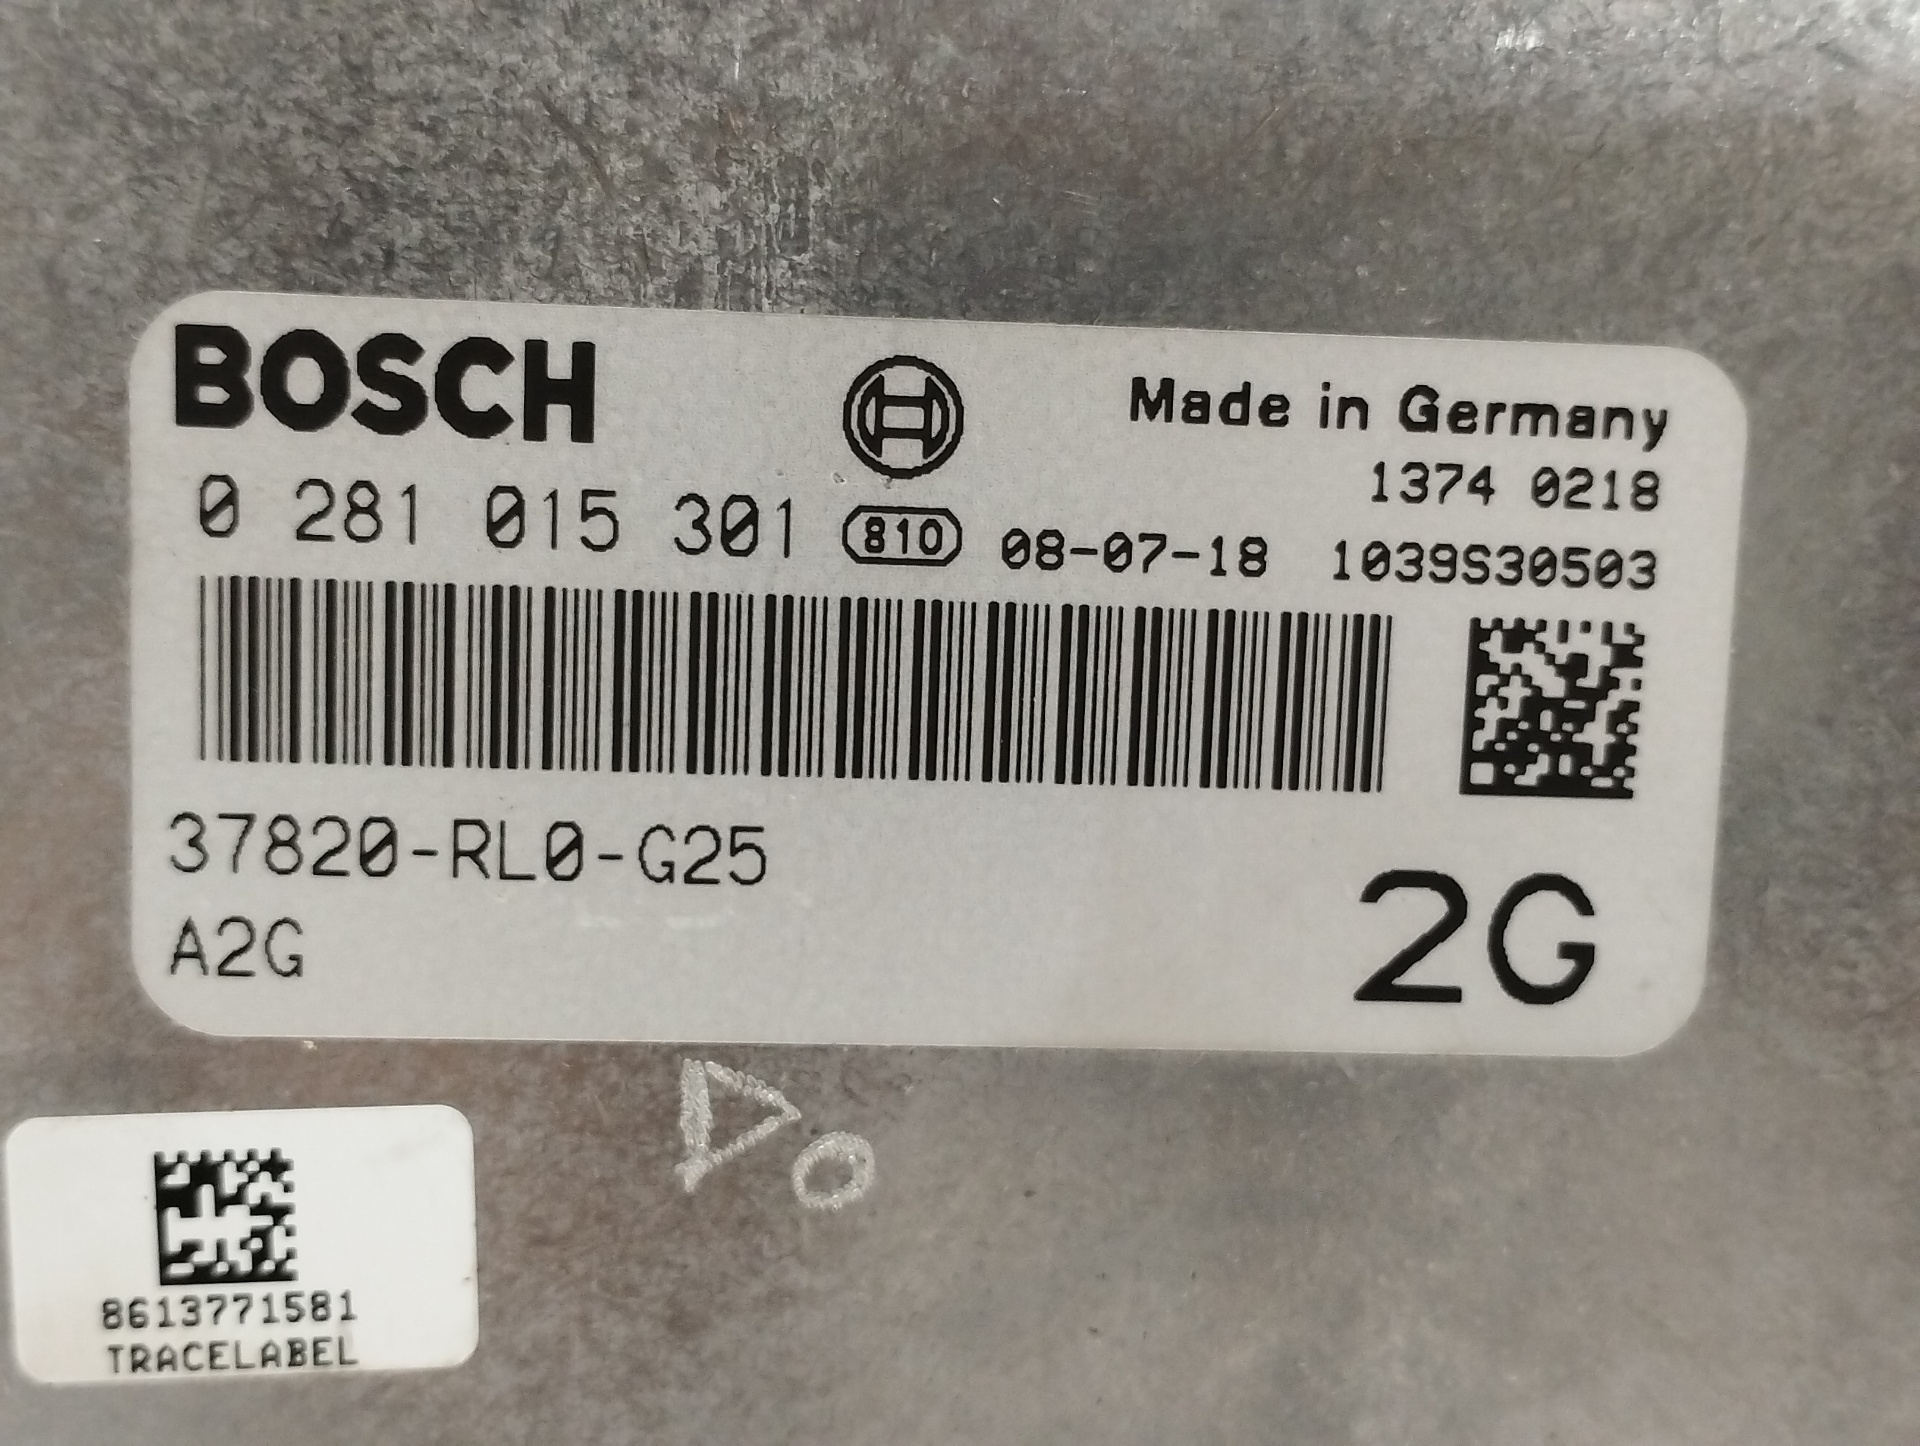 BOSCH
Made in Germany
1374 0218
0 281 015 301 810 08-07-18 1039S30503
37820-RL0-G25
A2G
2G
8613771581
TRACELABEL